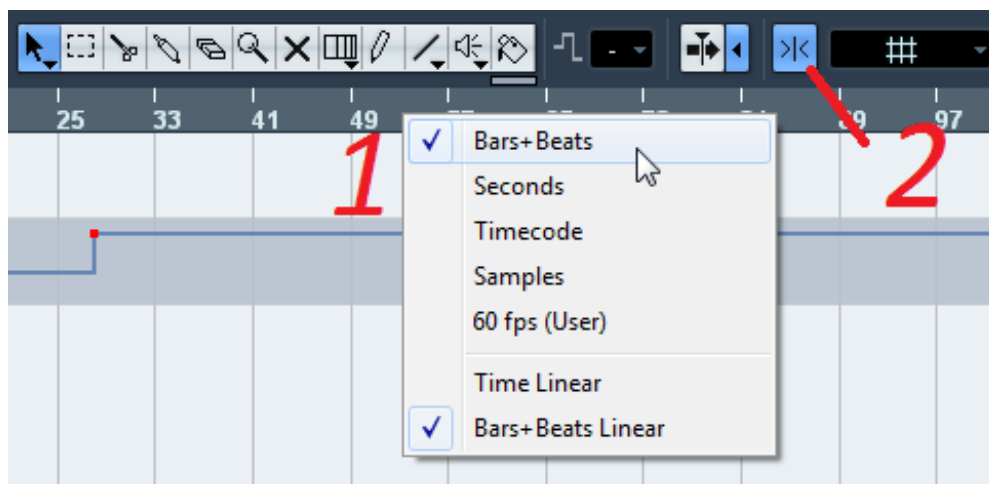 -
25 33 41 49 89 97
1
2
Bars+Beats
Seconds
Timecode
Samples
60 fps (User)
Time Linear
Bars+Beats Linear